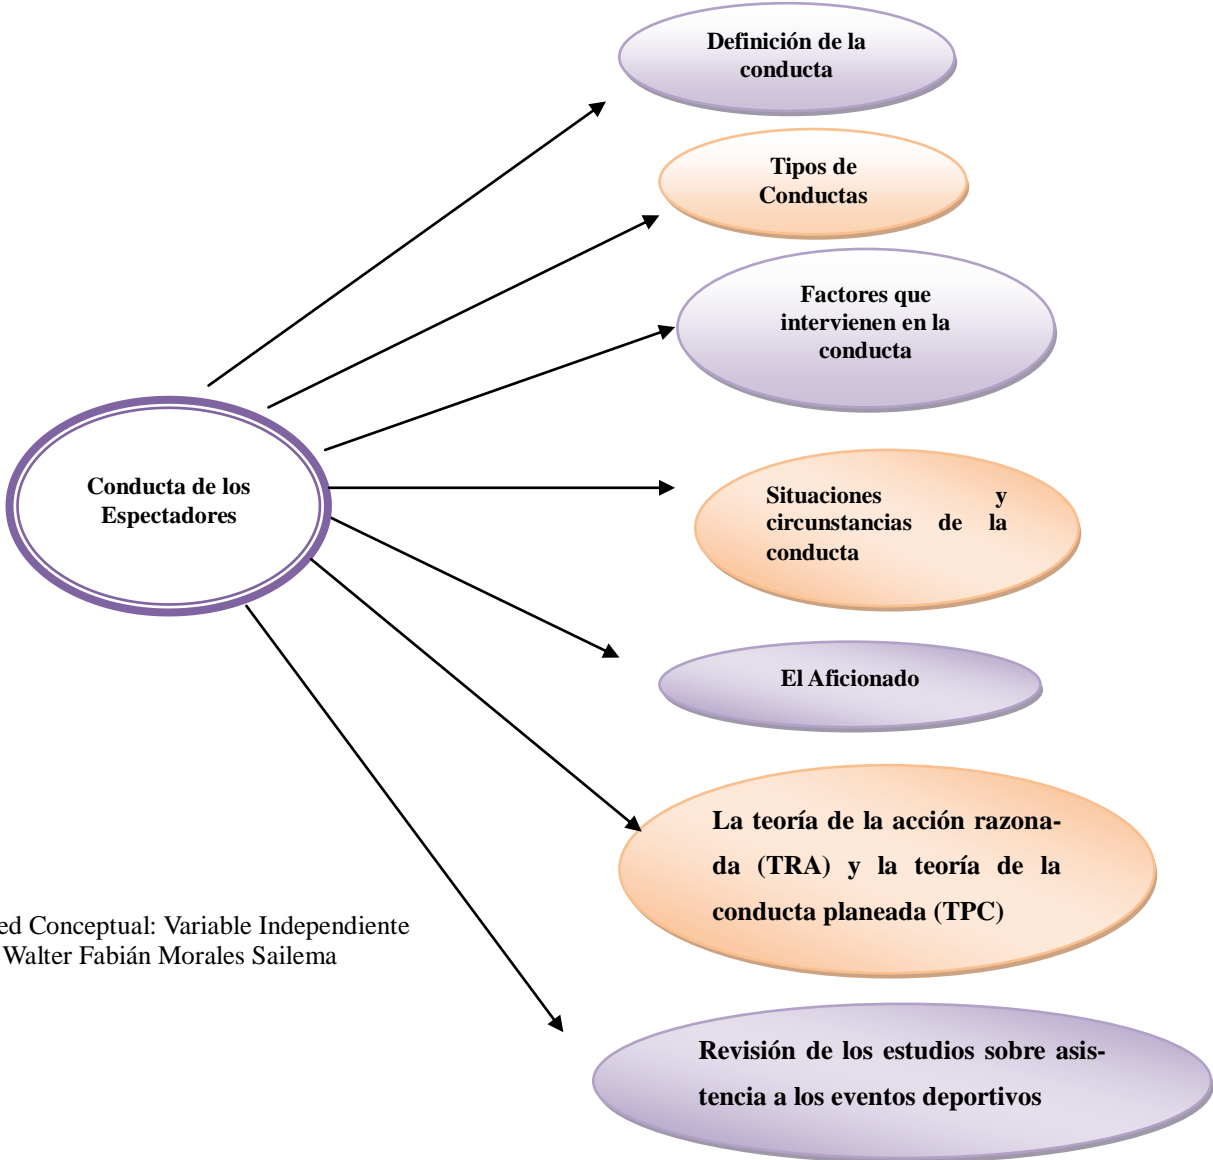 Definición de la
conducta
Tipos de
Conductas
Factores que
intervienen en la
conducta
Conducta de los
Espectadores
Situaciones y
circunstancias de la
conducta
El Aficionado
La teoría de la acción razona-
da (TRA) y la teoría de la
conducta planeada (TPC)
ed Conceptual: Variable Independiente
Walter Fabián Morales Sailema
Revisión de los estudios sobre asis-
tencia a los eventos deportivos